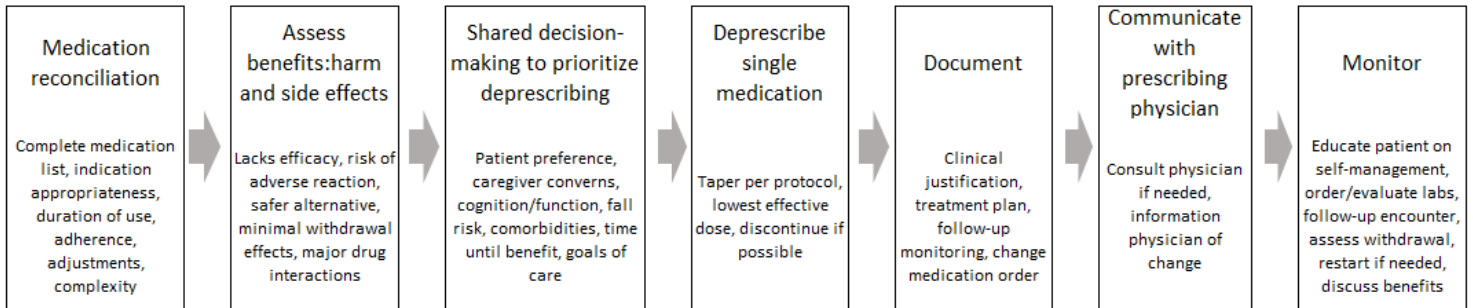 Medication
reconciliation
Complete medication
list, indication
appropriateness,
duration of use,
adherence,
adjustments,
complexity
Assess
benefits:harm
and side effects
Lacks efficacy, risk of
adverse reaction,
safer alternative,
minimal withdrawal
effects, major drug
interactions
Shared decision-
making to prioritize
deprescribing
Patient preference,
caregiver converns,
cognition/function, fall
risk, comorbidities, time
until benefit, goals of
care
Deprescribe
single
medication
Taper per protocol,
lowest effective
dose, discontinue if
possible
Document
Clinical
justification,
treatment plan,
follow-up
monitoring, change
medication order
Communicate
with
prescribing
physician
Consult physician
if needed,
information
physician of
change
Monitor
Educate patient on
self-management,
order/evaluate labs,
follow-up encounter,
assess withdrawal,
restart if needed,
discuss benefits